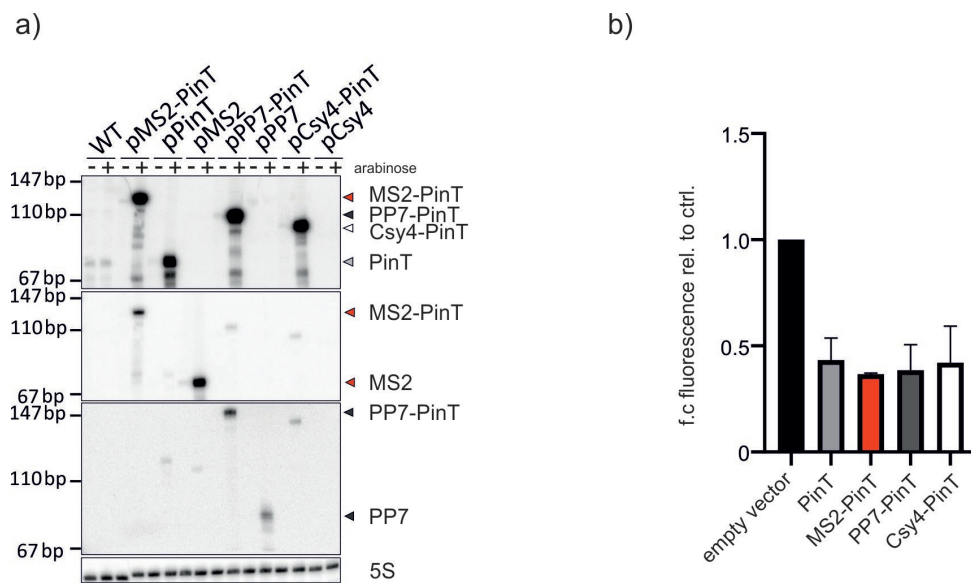 a)
WT pMS2-PinT pPinT pMS2 pPP7-PinT pPP7 pCsy4-PinT pCsy4
- + - + - + - + - + - + - + - + arabinose
147 bp
110 bp
67 bp
MS2-PinT
PP7-PinT
Csy4-PinT
PinT
147 bp
110 bp
67 bp
MS2-PinT
MS2
147 bp
110 bp
67 bp
PP7-PinT
PP7
5S
b)
f.c fluorescence rel. to ctrl.
1.5
1.0
0.5
0
empty vector
PinT
MS2-PinT
PP7-PinT
Csy4-PinT